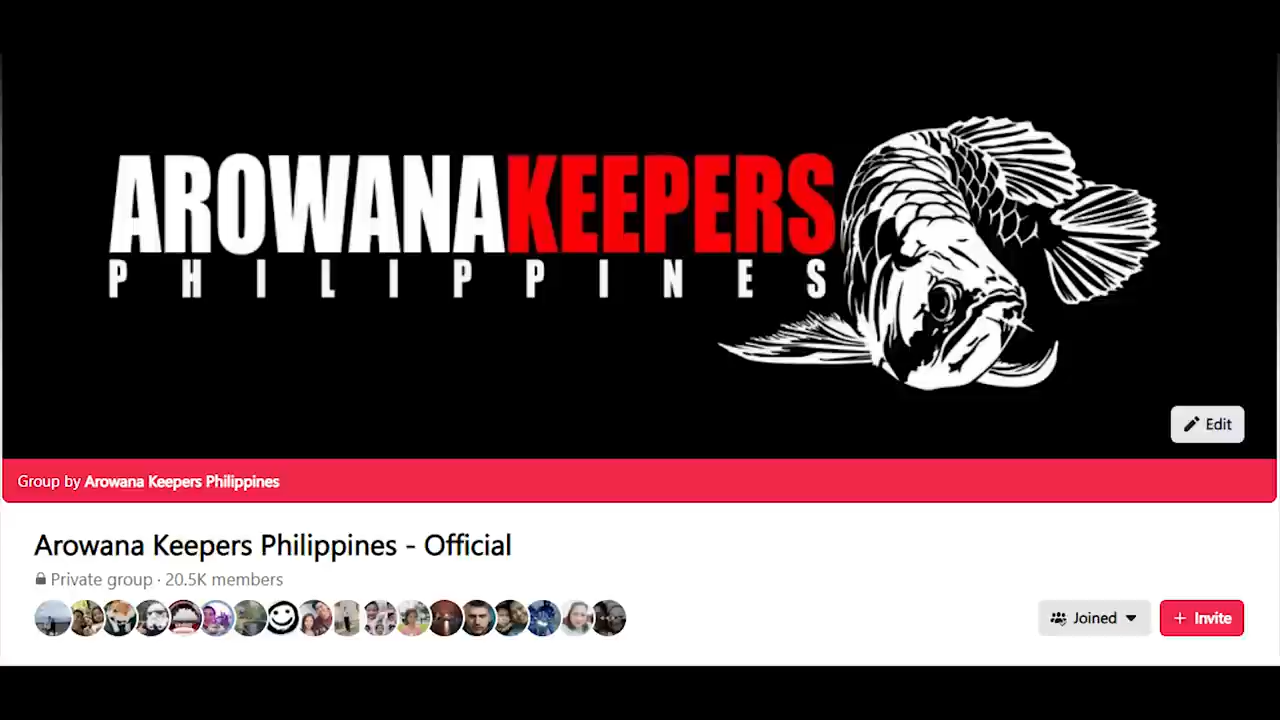 AROWANAKEEPERS
PHILIPPINES
Edit
Group by Arowana Keepers Philippines
Arowana Keepers Philippines - Official
Private group · 20.5K members
Joined
+ Invite